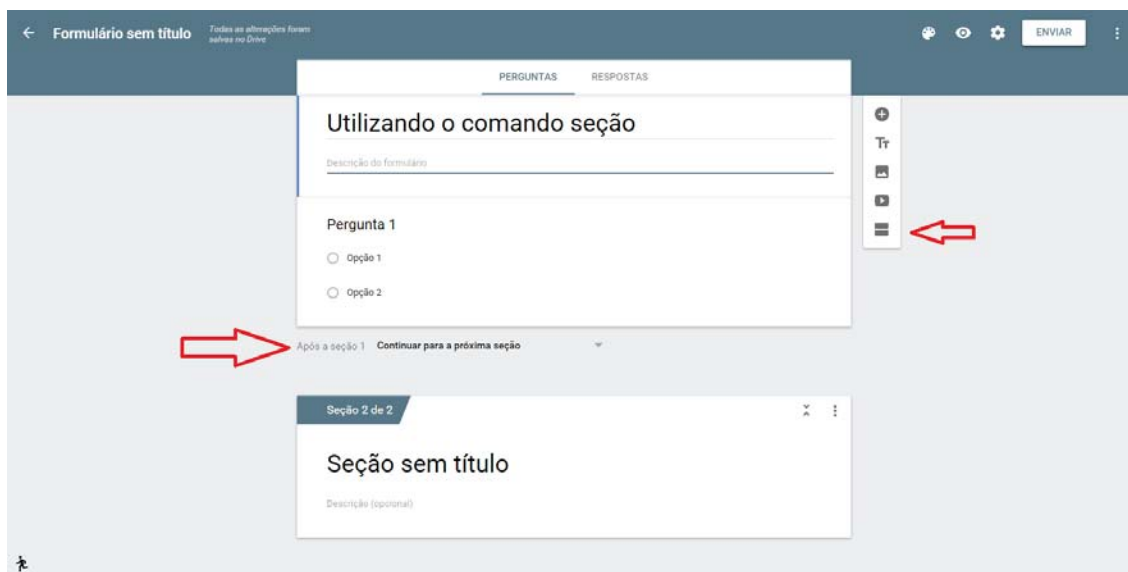 Formulário sem título
Todas as alterações foram
salvas no Drive
ENVIAR
PERGUNTAS RESPOSTAS
Utilizando o comando seção
Descrição do formulário
Tт
Pergunta 1
Opção 1
Opção 2
Após a seção 1 Continuar para a próxima seção
Seção 2 de 2
Seção sem título
Descrição (opcional)